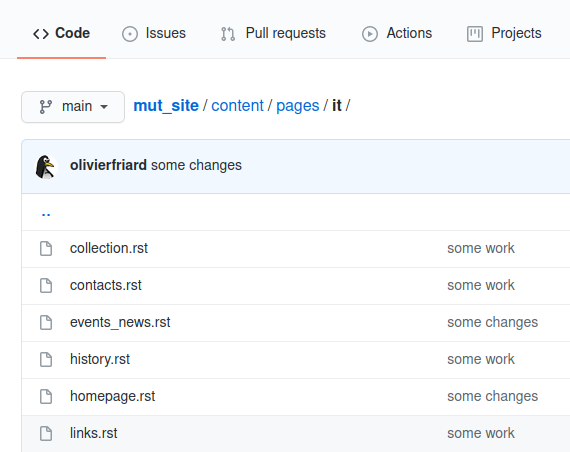 Code Issues Pull requests Actions Projects
main mut_site / content / pages / it /
olivierfriard some changes
..
collection.rst some work
contacts.rst some work
events_news.rst some changes
history.rst some work
homepage.rst some changes
links.rst some work